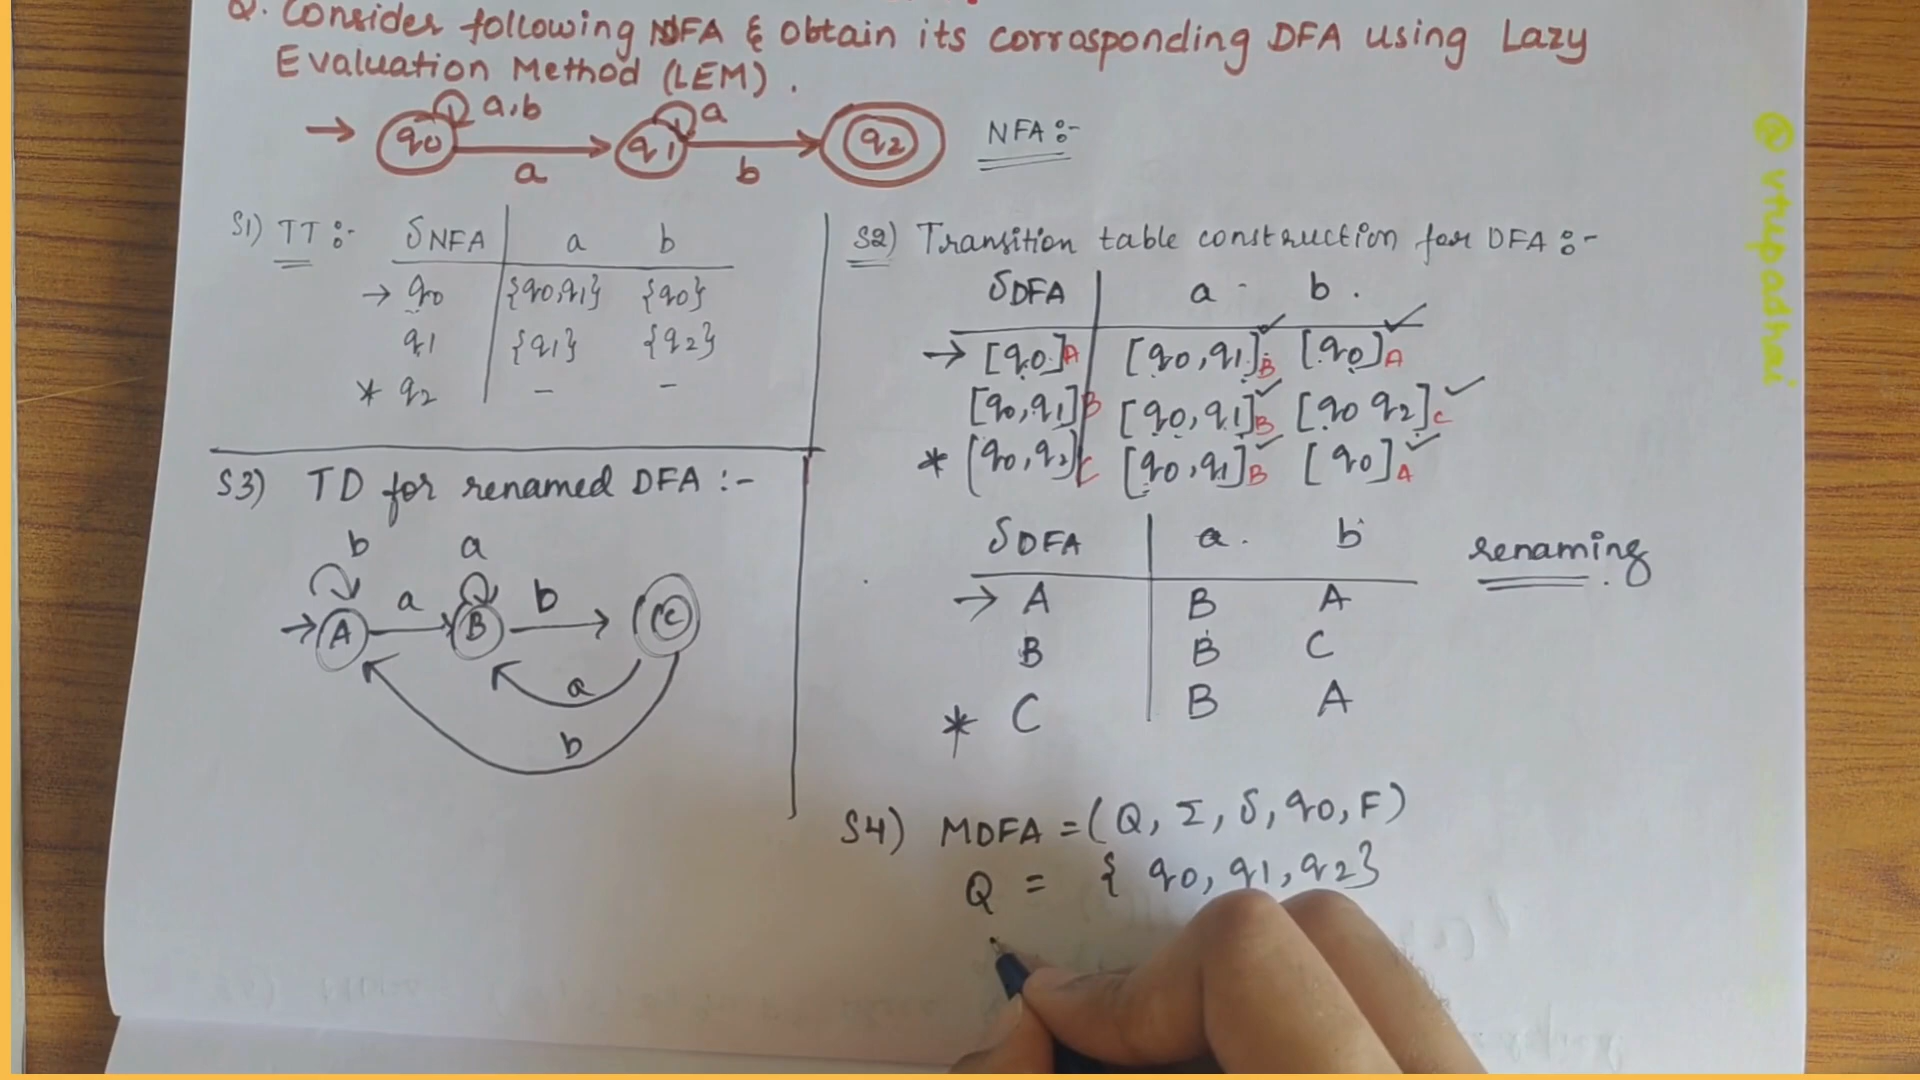 Q. Consider following NFA & obtain its corrosponding DFA using Lazy
Evaluation Method (LEM).
a,b
a
→ q0 q1 q2 NFA :-
a
b
S1) TT :-
δNFA a b
→ q0 {q0,q1} {q0}
q1 {q1} {q2}
* q2 - -
S2) Transition table construction for DFA :-
δDFA a b
→ [q0]A [q0,q1]B ✓ [q0]A ✓
[q0,q1]B [q0,q1]B ✓ [q0 q2]C ✓
* [q0,q2]C [q0,q1]B ✓ [q0]A ✓
δDFA a b renaming
→ A B A
B B C
* C B A
S3) TD for renamed DFA :-
b a
a b
→ A B C
a
b
S4) MDFA = (Q, Σ, δ, q0, F)
Q = { q0, q1, q2}
@vtupadhai